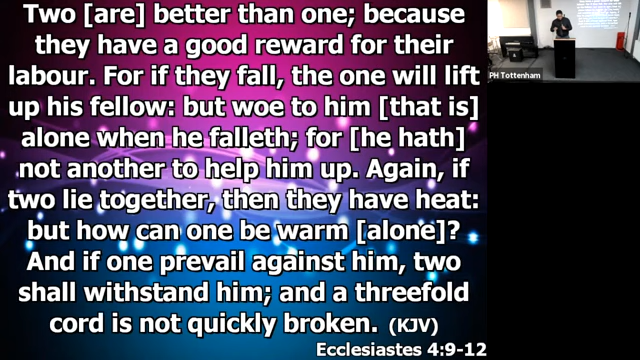 Two [are] better than one; because
they have a good reward for their
labour. For if they fall, the one will lift
up his fellow: but woe to him [that is]
alone when he falleth; for [he hath]
not another to help him up. Again, if
two lie together, then they have heat:
but how can one be warm [alone]?
And if one prevail against him, two
shall withstand him; and a threefold
cord is not quickly broken. (KJV)
Ecclesiastes 4:9-12
PH Tottenham